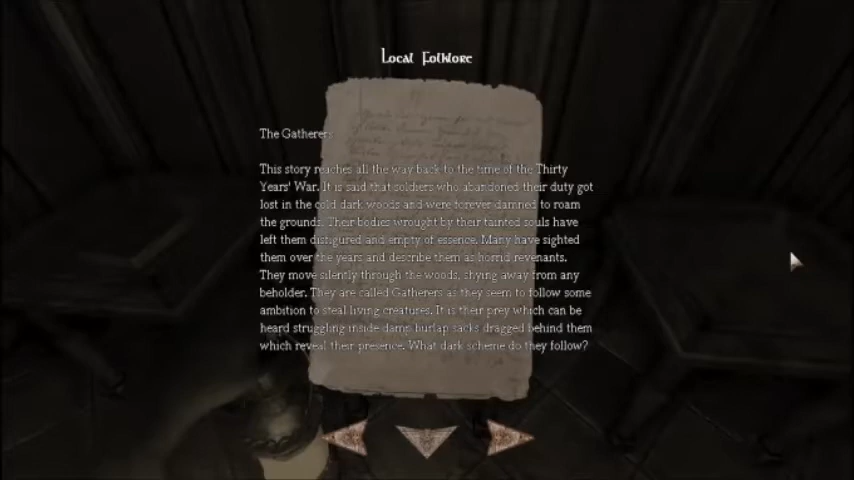 Local Folklore
The Gatherers
This story reaches all the way back to the time of the Thirty
Years' War. It is said that soldiers who abandoned their duty got
lost in the cold dark woods and were forever damned to roam
the grounds. Their bodies wrought by their tainted souls have
left them disfigured and empty of essence. Many have sighted
them over the years and describe them as horrid revenants.
They move silently through the woods, shying away from any
beholder. They are called Gatherers as they seem to follow some
ambition to steal living creatures. It is their prey which can be
heard struggling inside damp burlap sacks dragged behind them
which reveal their presence. What dark scheme do they follow?